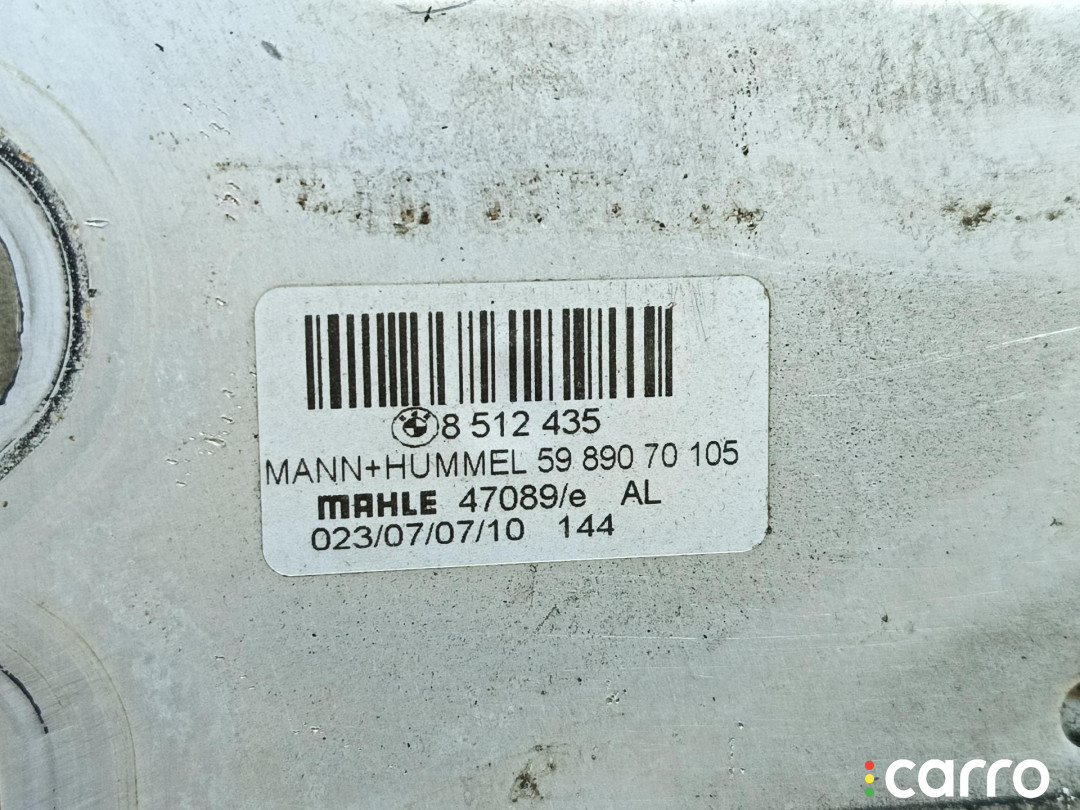 8 512 435
MANN+HUMMEL 59 890 70 105
MAHLE 47089/e AL
023/07/07/10 144
carro